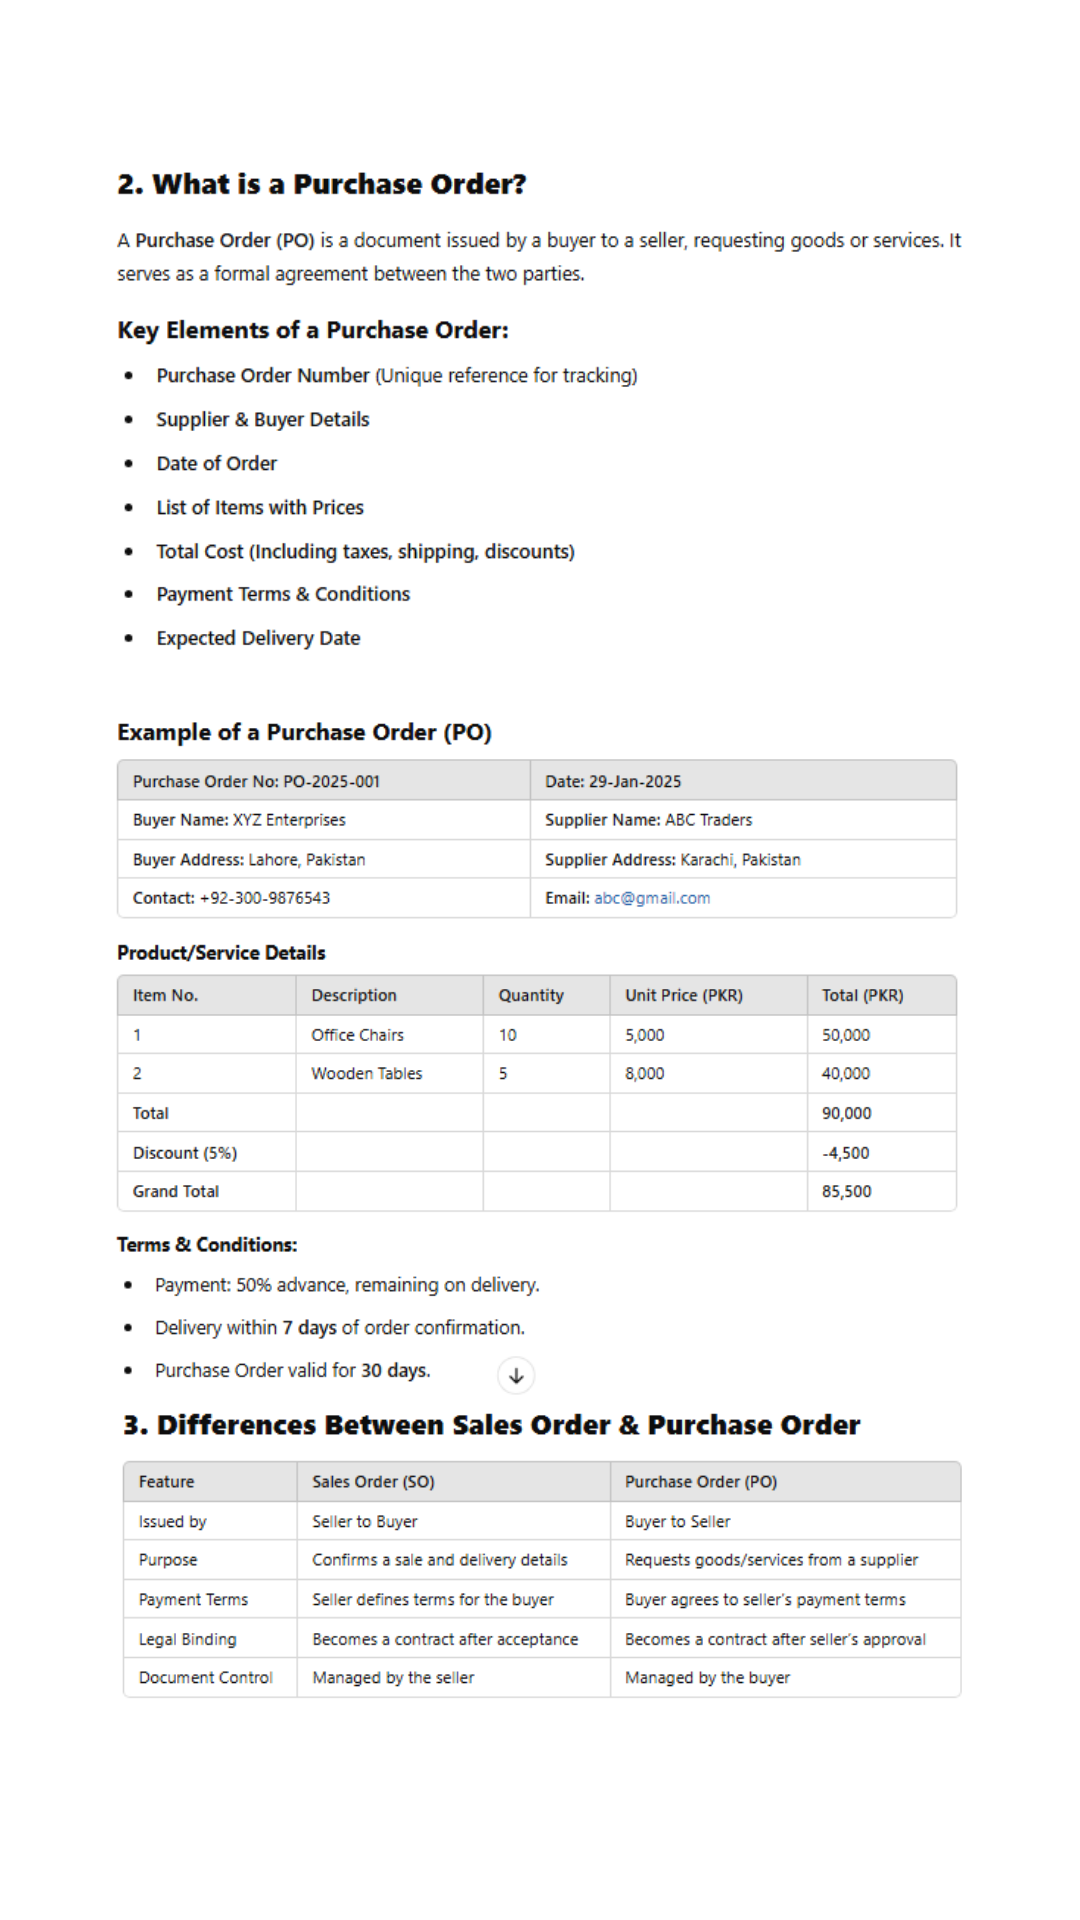 2. What is a Purchase Order?
A Purchase Order (PO) is a document issued by a buyer to a seller, requesting goods or services. It
serves as a formal agreement between the two parties.
Key Elements of a Purchase Order:
• Purchase Order Number (Unique reference for tracking)
• Supplier & Buyer Details
• Date of Order
• List of Items with Prices
• Total Cost (Including taxes, shipping, discounts)
• Payment Terms & Conditions
• Expected Delivery Date
Example of a Purchase Order (PO)
Purchase Order No: PO-2025-001 Date: 29-Jan-2025
Buyer Name: XYZ Enterprises Supplier Name: ABC Traders
Buyer Address: Lahore, Pakistan Supplier Address: Karachi, Pakistan
Contact: +92-300-9876543 Email: abc@gmail.com
Product/Service Details
Item No. Description Quantity Unit Price (PKR) Total (PKR)
1 Office Chairs 10 5,000 50,000
2 Wooden Tables 5 8,000 40,000
Total 90,000
Discount (5%) -4,500
Grand Total 85,500
Terms & Conditions:
• Payment: 50% advance, remaining on delivery.
• Delivery within 7 days of order confirmation.
• Purchase Order valid for 30 days.
3. Differences Between Sales Order & Purchase Order
Feature Sales Order (SO) Purchase Order (PO)
Issued by Seller to Buyer Buyer to Seller
Purpose Confirms a sale and delivery details Requests goods/services from a supplier
Payment Terms Seller defines terms for the buyer Buyer agrees to seller's payment terms
Legal Binding Becomes a contract after acceptance Becomes a contract after seller's approval
Document Control Managed by the seller Managed by the buyer